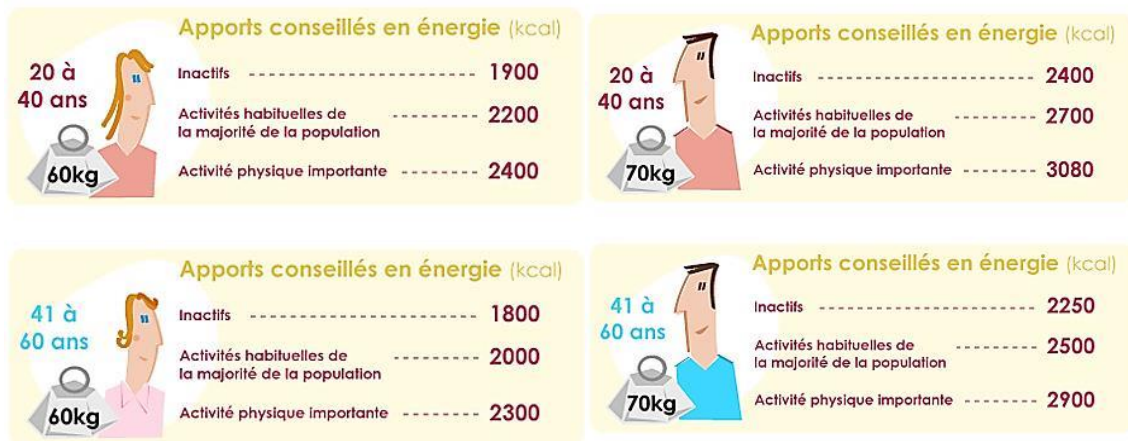 Apports conseillés en énergie (kcal)
20 à
40 ans
60kg
Inactifs 1900
Activités habituelles de
la majorité de la population 2200
Activité physique importante 2400
Apports conseillés en énergie (kcal)
20 à
40 ans
70kg
Inactifs 2400
Activités habituelles de
la majorité de la population 2700
Activité physique importante 3080
Apports conseillés en énergie (kcal)
41 à
60 ans
60kg
Inactifs 1800
Activités habituelles de
la majorité de la population 2000
Activité physique importante 2300
Apports conseillés en énergie (kcal)
41 à
60 ans
70kg
Inactifs 2250
Activités habituelles de
la majorité de la population 2500
Activité physique importante 2900